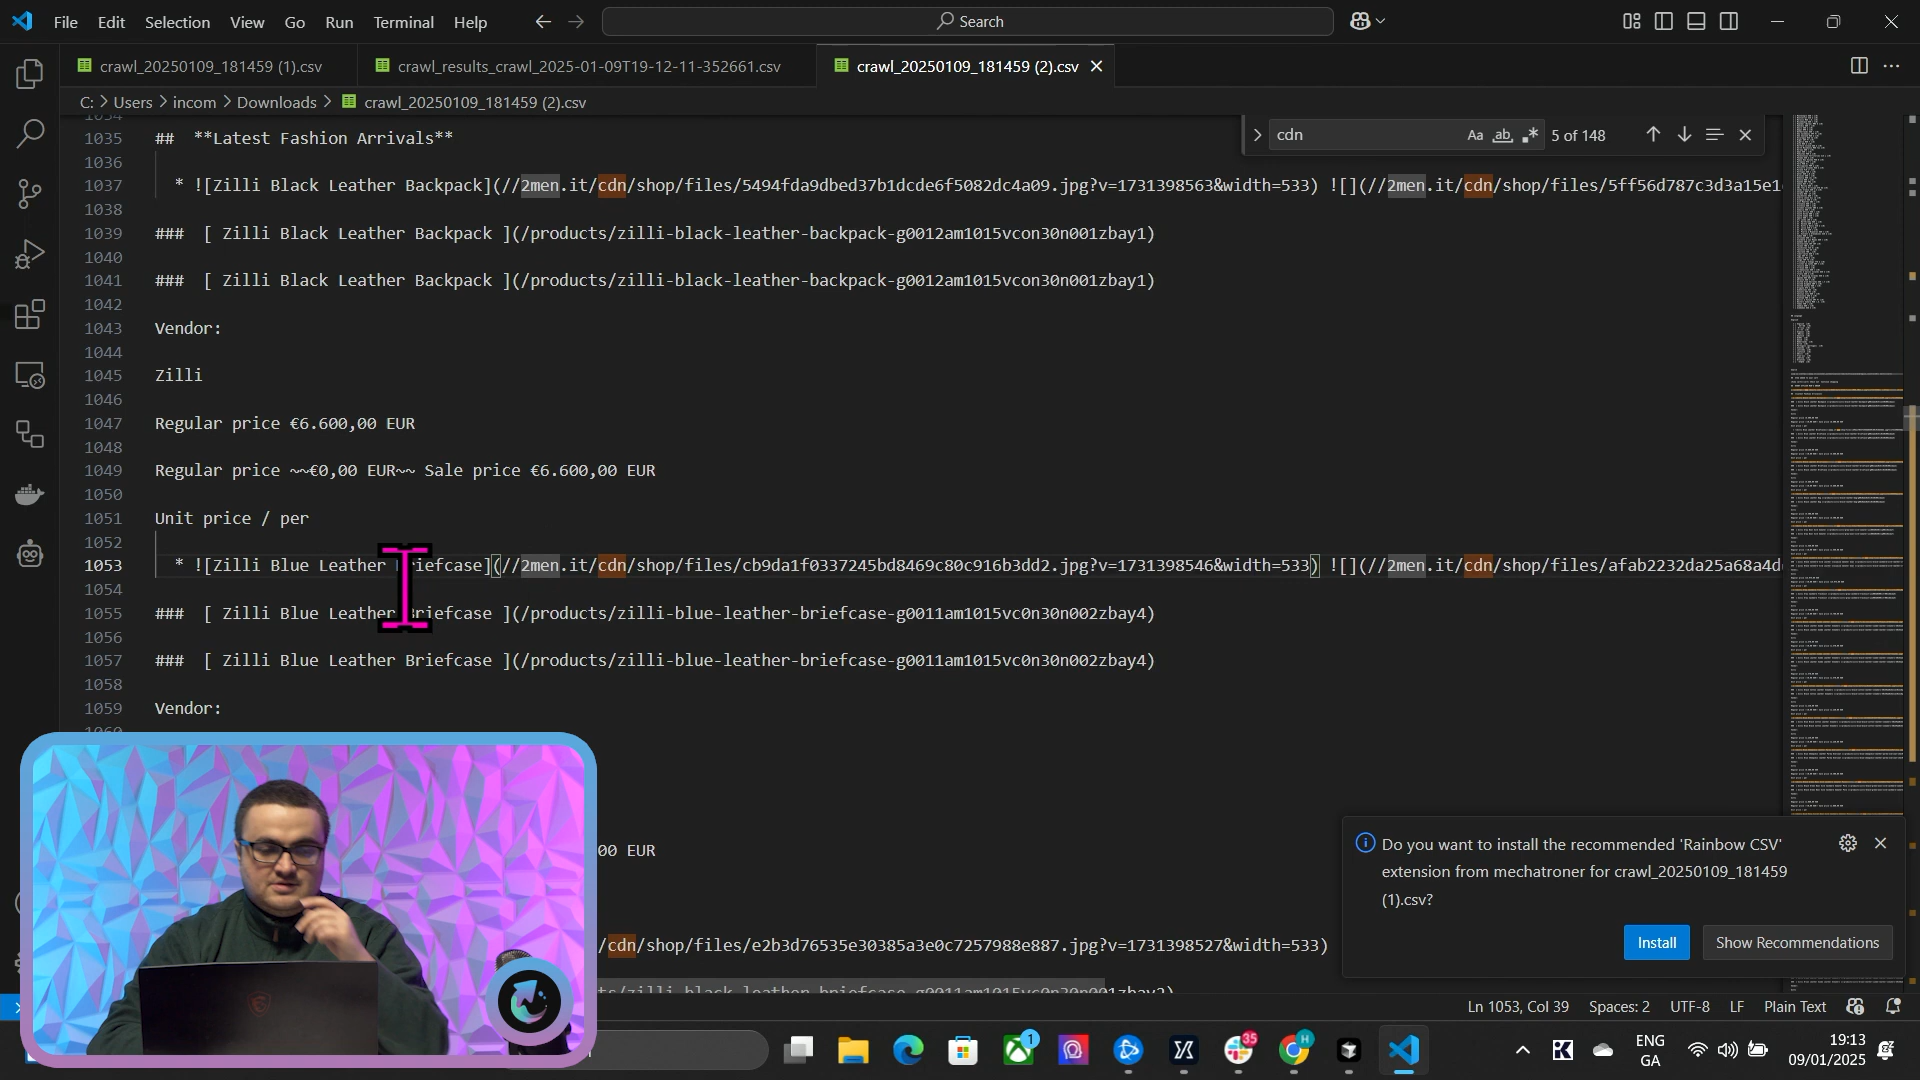 File Edit Selection View Go Run Terminal Help
Search
crawl_20250109_181459 (1).csv
crawl_results_crawl_2025-01-09T19-12-11-352661.csv
crawl_20250109_181459 (2).csv
C: > Users > incom > Downloads > crawl_20250109_181459 (2).csv
cdn
Aa ab 5 of 148
1034
1035 ## **Latest Fashion Arrivals**
1036
1037 * ![Zilli Black Leather Backpack](//2men.it/cdn/shop/files/5494fda9dbed37b1dcde6f5082dc4a09.jpg?v=1731398563&width=533) ![](//2men.it/cdn/shop/files/5ff56d787c3d3a15e1
1038
1039 ### [ Zilli Black Leather Backpack ](/products/zilli-black-leather-backpack-g0012am1015vcon30n001zbay1)
1040
1041 ### [ Zilli Black Leather Backpack ](/products/zilli-black-leather-backpack-g0012am1015vcon30n001zbay1)
1042
1043 Vendor:
1044
1045 Zilli
1046
1047 Regular price €6.600,00 EUR
1048
1049 Regular price ~~€0,00 EUR~~ Sale price €6.600,00 EUR
1050
1051 Unit price / per
1052
1053 * ![Zilli Blue Leather Briefcase](//2men.it/cdn/shop/files/cb9da1f0337245bd8469c80c916b3dd2.jpg?v=1731398546&width=533) ![](//2men.it/cdn/shop/files/afab2232da25a68a4d
1054
1055 ### [ Zilli Blue Leather Briefcase ](/products/zilli-blue-leather-briefcase-g0011am1015vc0n30n002zbay4)
1056
1057 ### [ Zilli Blue Leather Briefcase ](/products/zilli-blue-leather-briefcase-g0011am1015vc0n30n002zbay4)
1058
1059 Vendor:
1060
00 EUR
/cdn/shop/files/e2b3d76535e30385a3e0c7257988e887.jpg?v=1731398527&width=533)
Do you want to install the recommended 'Rainbow CSV'
extension from mechatroner for crawl_20250109_181459
(1).csv?
Install
Show Recommendations
Ln 1053, Col 39 Spaces: 2 UTF-8 LF Plain Text
1
35
H
ENG
GA
19:13
09/01/2025